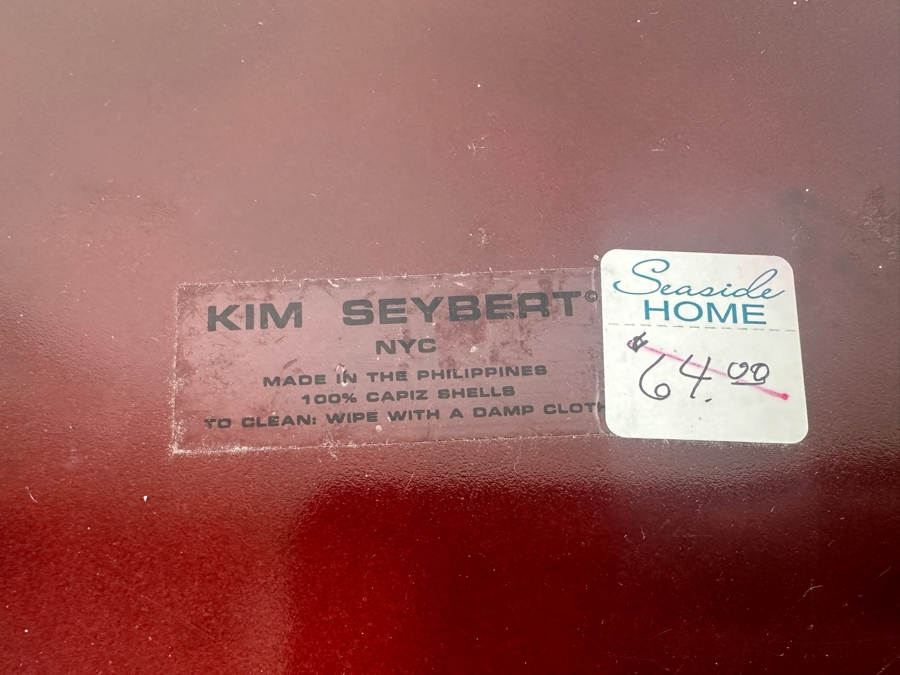 KIM SEYBERT©
NYC
MADE IN THE PHILIPPINES
100% CAPIZ SHELLS
TO CLEAN: WIPE WITH A DAMP CLOTH
Seaside
HOME
$64.00